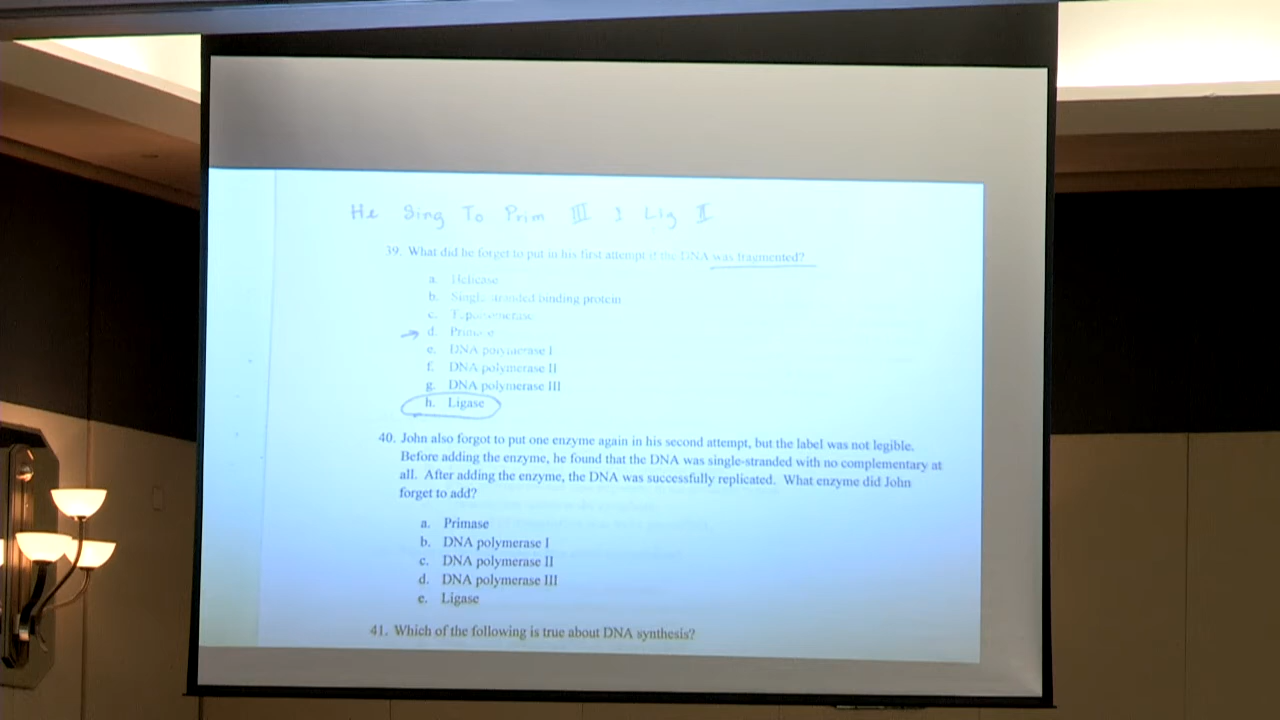 He Sing To Prim III & Lig I
39. What did he forget to put in his first attempt if the DNA was fragmented?
a. Helicase
b. Single stranded binding protein
c. Topoisomerase
d. Primase
e. DNA polymerase I
f. DNA polymerase II
g. DNA polymerase III
h. Ligase
40. John also forgot to put one enzyme again in his second attempt, but the label was not legible.
Before adding the enzyme, he found that the DNA was single-stranded with no complementary at
all. After adding the enzyme, the DNA was successfully replicated. What enzyme did John
forget to add?
a. Primase
b. DNA polymerase I
c. DNA polymerase II
d. DNA polymerase III
e. Ligase
41. Which of the following is true about DNA synthesis?